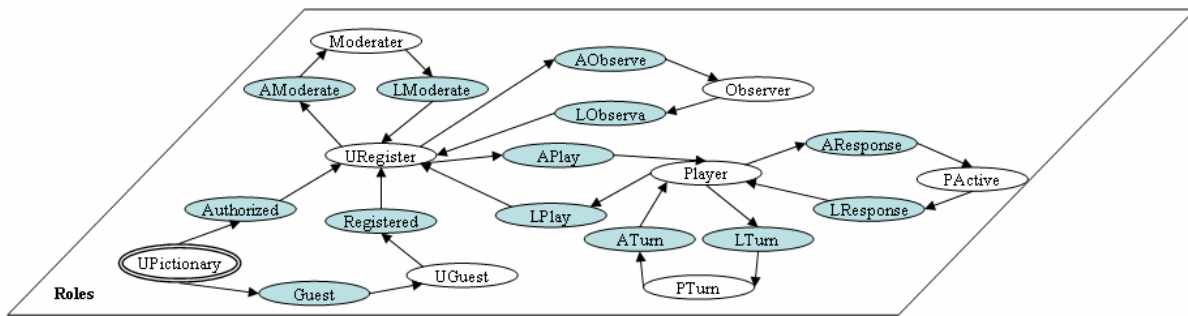 Moderater
AModerate
LModerate
AObserve
Observer
LObserva
URegister
APlay
AResponse
Player
PActive
Authorized
Registered
LPlay
LResponse
ATurn
LTurn
UPictionary
UGuest
Guest
PTurn
Roles